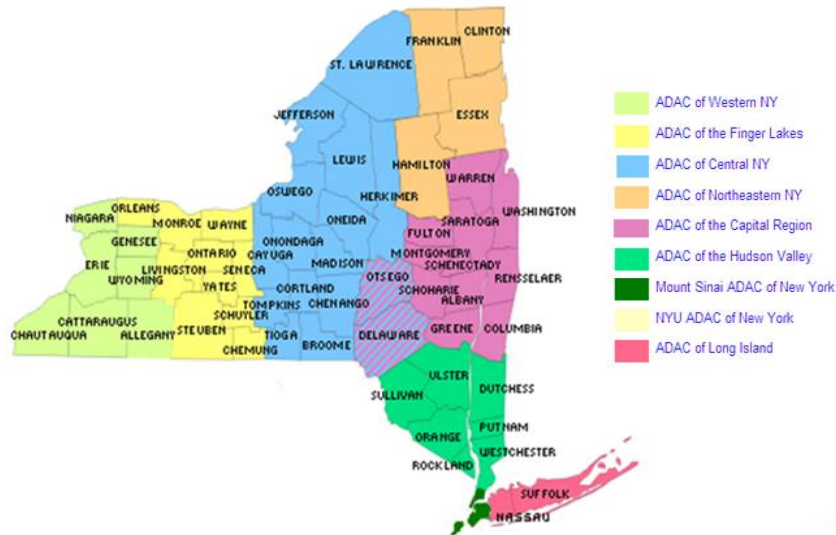 FRANKLIN
CLINTON
ST. LAWRENCE
ESSEX
JEFFERSON
LEWIS
HAMILTON
WARREN
OSWEGO
HERKIMER
ONEIDA
WASHINGTON
SARATOGA
FULTON
ORLEANS
NIAGARA
MONROE
WAYNE
GENESEE
ONTARIO
ONONDAGA
CAYUGA
MADISON
MONTGOMERY
SCHENECTADY
RENSSELAER
ERIE
WYOMING
LIVINGSTON
SENECA
YATES
CORTLAND
OTSEGO
SCHOHARIE
ALBANY
TOMPKINS
CHENANGO
CHAUTAUQUA
CATTARAUGUS
ALLEGANY
STEUBEN
SCHUYLER
CHEMUNG
TIOGA
BROOME
DELAWARE
GREENE
COLUMBIA
ULSTER
SULLIVAN
DUTCHESS
ORANGE
PUTNAM
ROCKLAND
WESTCHESTER
SUFFOLK
NASSAU
ADAC of Western NY
ADAC of the Finger Lakes
ADAC of Central NY
ADAC of Northeastern NY
ADAC of the Capital Region
ADAC of the Hudson Valley
Mount Sinai ADAC of New York
NYU ADAC of New York
ADAC of Long Island